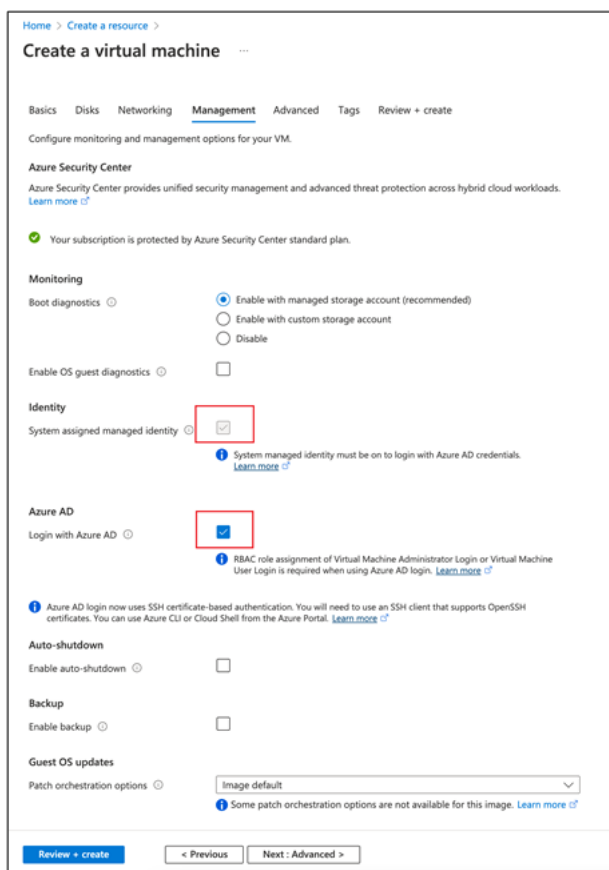 Home > Create a resource >
Create a virtual machine ...
Basics Disks Networking Management Advanced Tags Review + create
Configure monitoring and management options for your VM.
Azure Security Center
Azure Security Center provides unified security management and advanced threat protection across hybrid cloud workloads.
Learn more
Your subscription is protected by Azure Security Center standard plan.
Monitoring
Boot diagnostics
Enable with managed storage account (recommended)
Enable with custom storage account
Disable
Enable OS guest diagnostics
Identity
System assigned managed identity
System managed identity must be on to login with Azure AD credentials.
Learn more
Azure AD
Login with Azure AD
RBAC role assignment of Virtual Machine Administrator Login or Virtual Machine
User Login is required when using Azure AD login. Learn more
Azure AD login now uses SSH certificate-based authentication. You will need to use an SSH client that supports OpenSSH
certificates. You can use Azure CLI or Cloud Shell from the Azure Portal. Learn more
Auto-shutdown
Enable auto-shutdown
Backup
Enable backup
Guest OS updates
Patch orchestration options
Image default
Some patch orchestration options are not available for this image. Learn more
Review + create < Previous Next : Advanced >